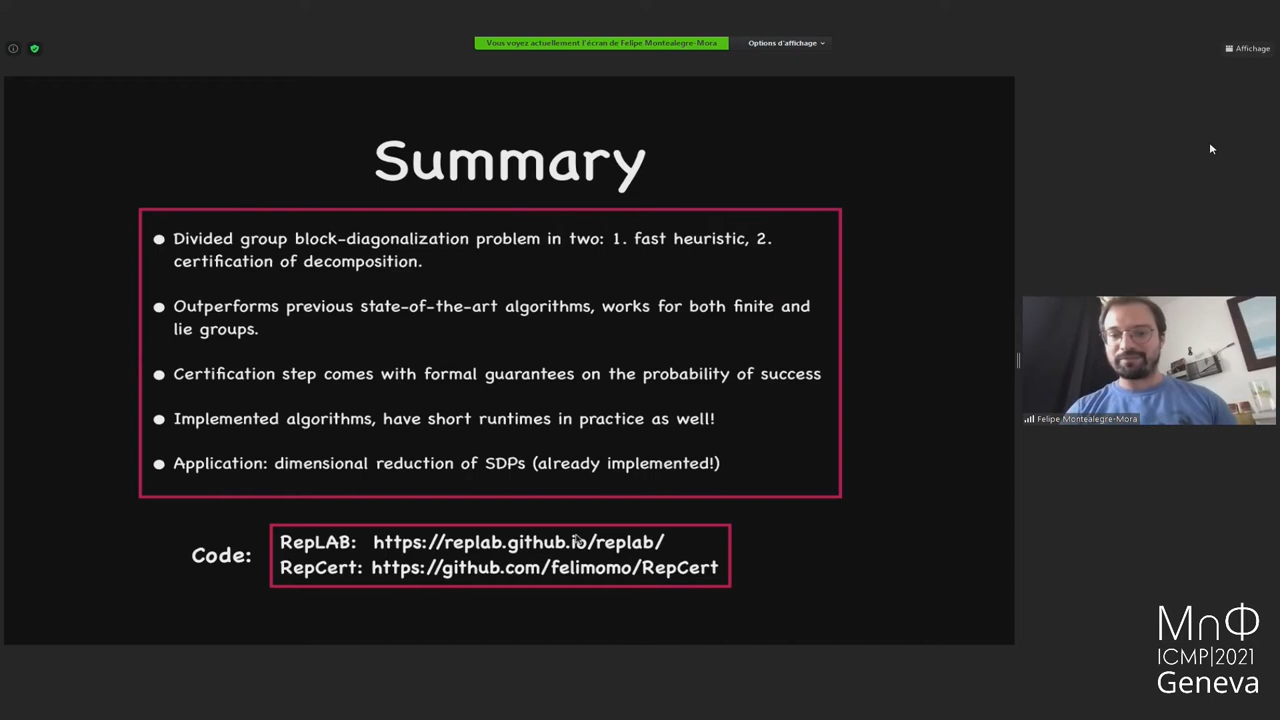 Vous voyez actuellement l'écran de Felipe Montealegre-Mora
Options d'affichage
Affichage
Summary
Divided group block-diagonalization problem in two: 1. fast heuristic, 2.
certification of decomposition.
Outperforms previous state-of-the-art algorithms, works for both finite and
lie groups.
Certification step comes with formal guarantees on the probability of success
Implemented algorithms, have short runtimes in practice as well!
Application: dimensional reduction of SDPs (already implemented!)
Code:
RepLAB: https://replab.github.io/replab/
RepCert: https://github.com/felimomo/RepCert
Felipe Montealegre-Mora
M∩Φ
ICMP|2021
Geneva